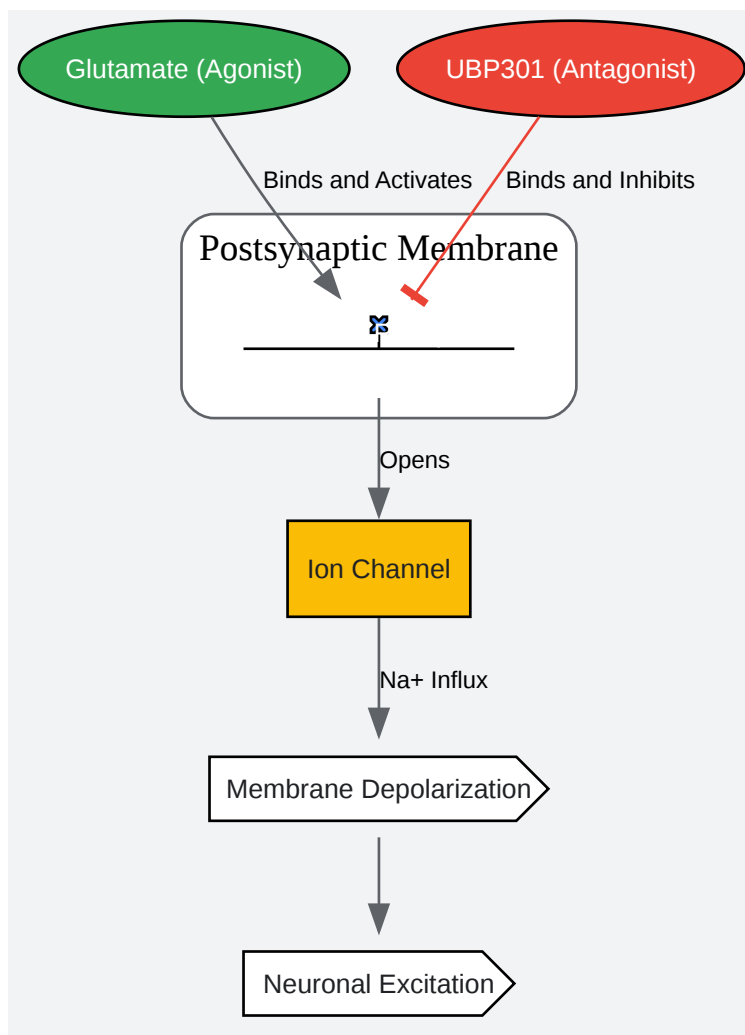 Glutamate (Agonist)
UBP301 (Antagonist)
Binds and Activates
Binds and Inhibits
Postsynaptic Membrane
Opens
Ion Channel
Na+ Influx
Membrane Depolarization
Neuronal Excitation